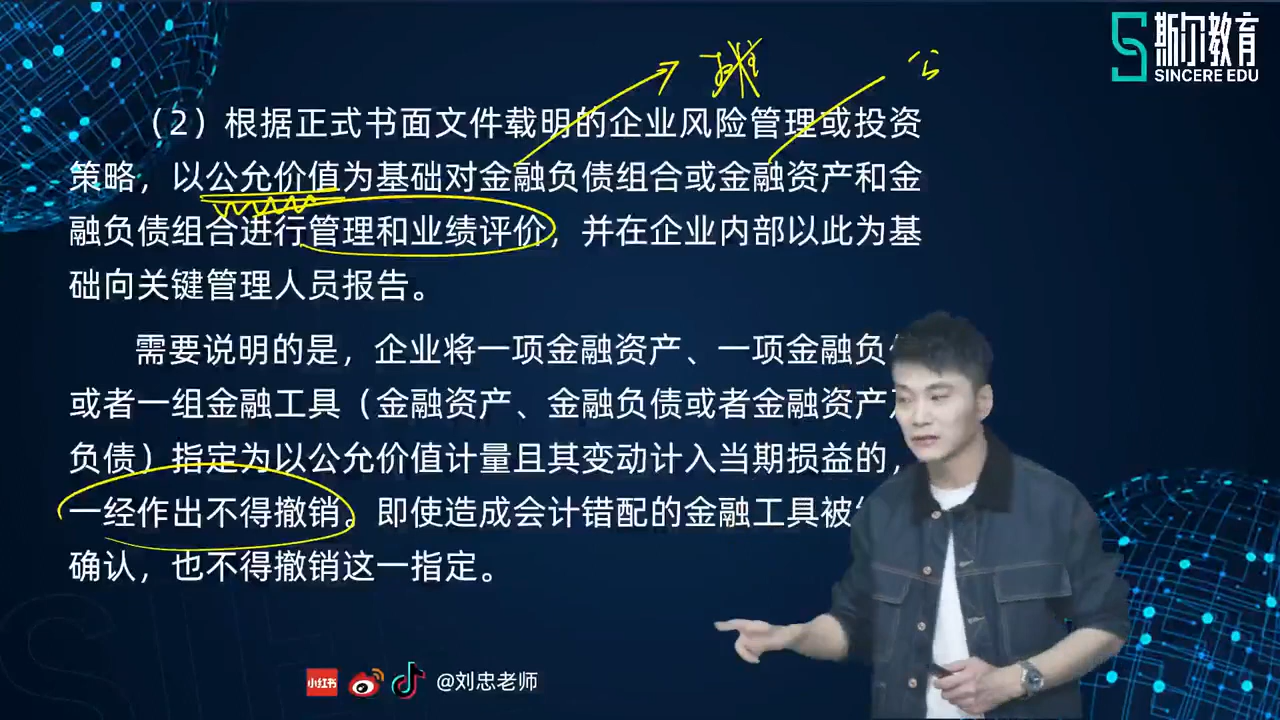 斯尔教育
SINCERE EDU
公
（2）根据正式书面文件载明的企业风险管理或投资
策略，以公允价值为基础对金融负债组合或金融资产和金
融负债组合进行管理和业绩评价，并在企业内部以此为基
础向关键管理人员报告。
需要说明的是，企业将一项金融资产、一项金融负
或者一组金融工具（金融资产、金融负债或者金融资产
负债）指定为以公允价值计量且其变动计入当期损益的，
一经作出不得撤销。即使造成会计错配的金融工具被
确认，也不得撤销这一指定。
小红书
@刘忠老师